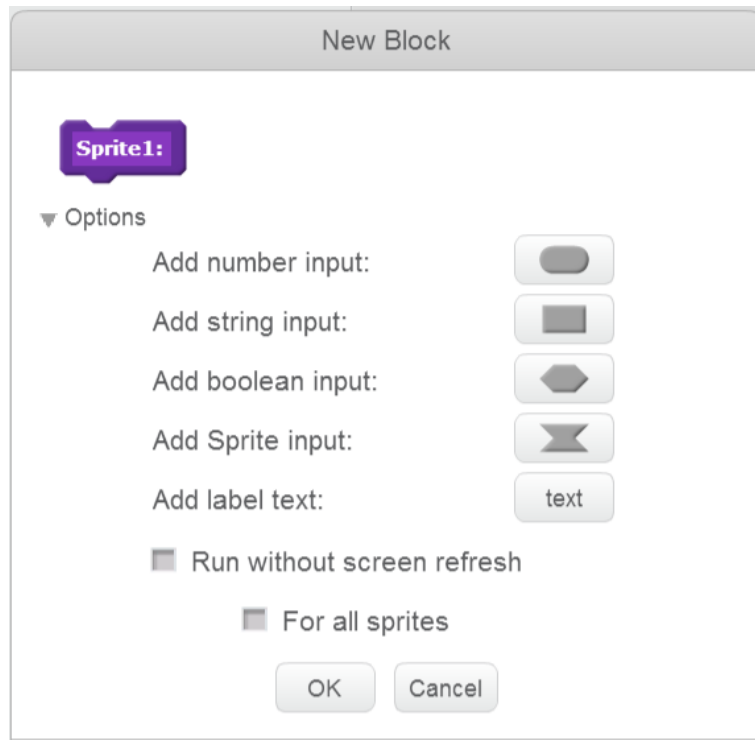 New Block
Sprite1:
Options
Add number input:
Add string input:
Add boolean input:
Add Sprite input:
Add label text: text
Run without screen refresh
For all sprites
OK Cancel